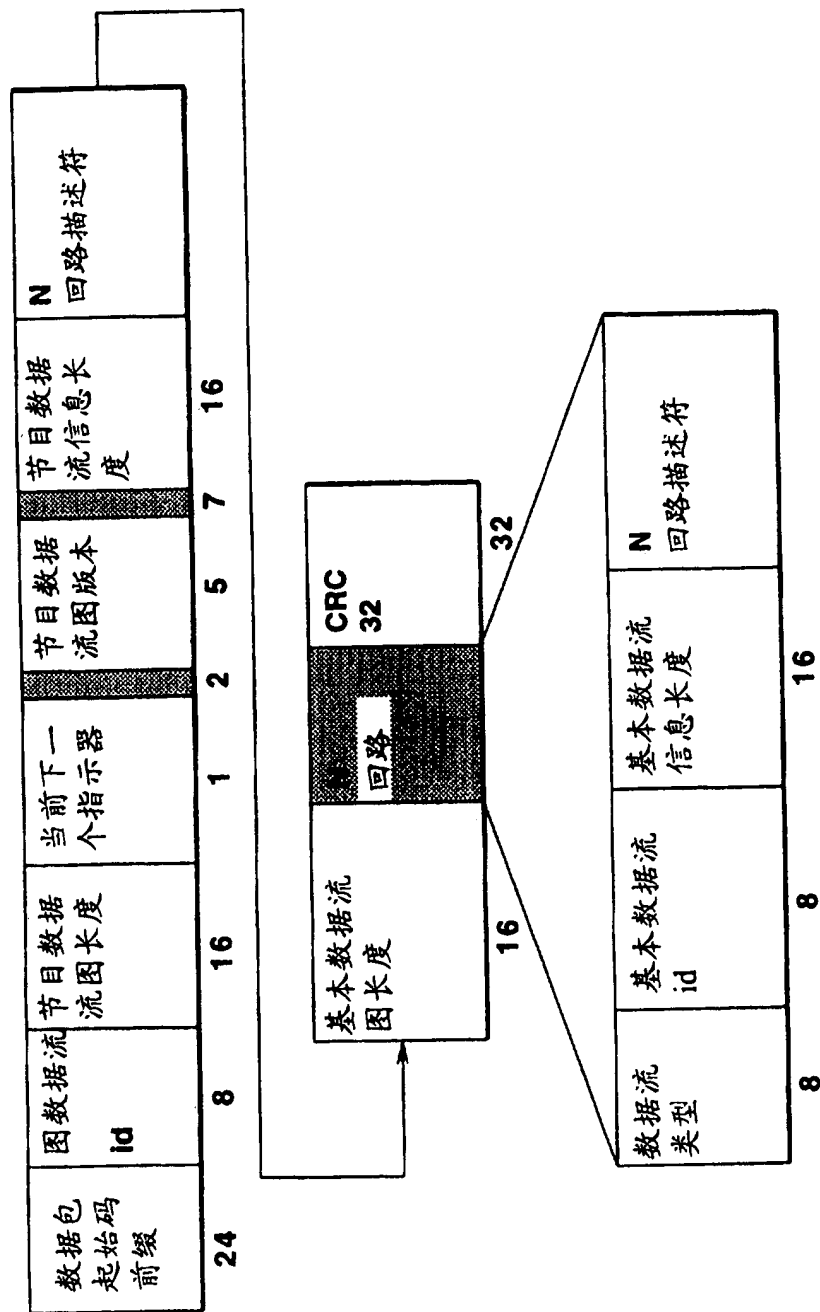 数据包
起始码
前缀
图数据流
id
节目数据
流图长度
当前下一
个指示器
节目数据
流图版本
节目数据
流信息长
度
N
回路描述符
24
8
16
1
2
5
7
16
基本数据流
图长度
N
回路
CRC
32
16
32
数据流
类型
基本数据流
id
基本数据流
信息长度
N
回路描述符
8
8
16